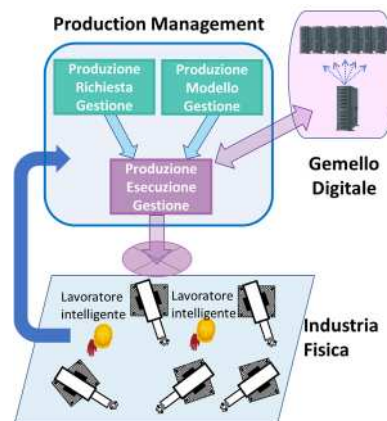 Production Management
Produzione
Richiesta
Gestione
Produzione
Modello
Gestione
Produzione
Esecuzione
Gestione
Gemello
Digitale
Lavoratore
intelligente
Lavoratore
intelligente
Industria
Fisica